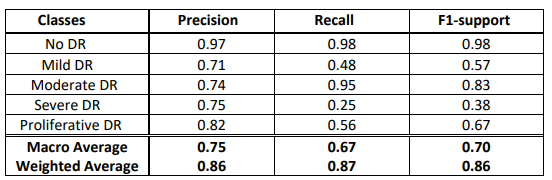 Classes Precision Recall F1-support
No DR 0.97 0.98 0.98
Mild DR 0.71 0.48 0.57
Moderate DR 0.74 0.95 0.83
Severe DR 0.75 0.25 0.38
Proliferative DR 0.82 0.56 0.67
Macro Average 0.75 0.67 0.70
Weighted Average 0.86 0.87 0.86